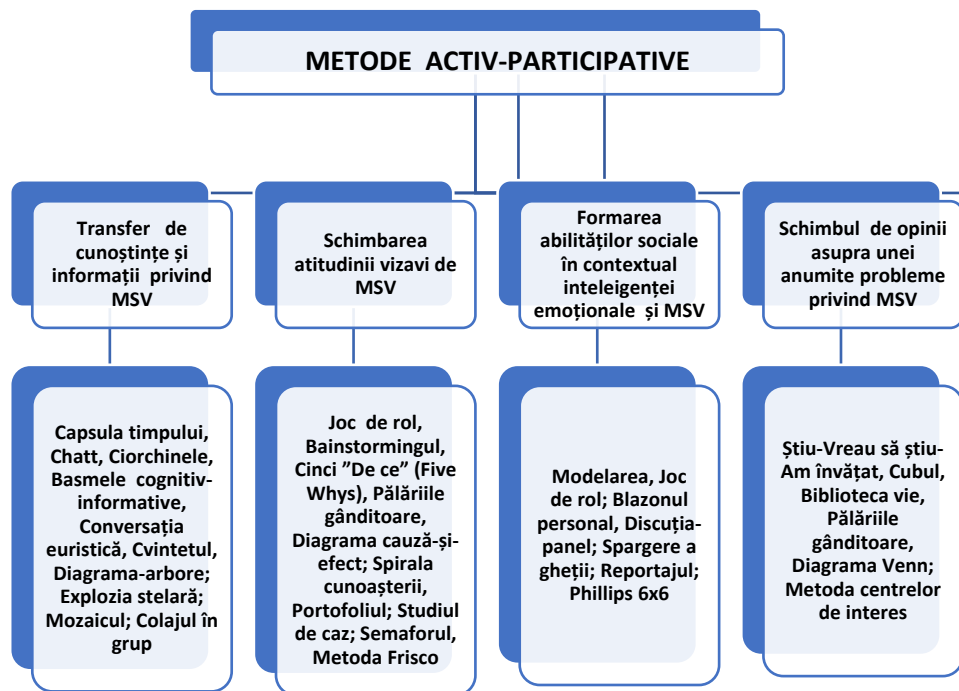 METODE ACTIV-PARTICIPATIVE
Transfer de
cunoștințe și
informații privind
MSV
Schimbarea
atitudinii vizavi de
MSV
Formarea
abilităților sociale
în contextual
inteleigenței
emoționale și MSV
Schimbul de opinii
asupra unei
anumite probleme
privind MSV
Capsula timpului,
Chatt, Ciorchinele,
Basmele cognitiv-
informative,
Conversația
euristică, Cvintetul,
Diagrama-arbore;
Explozia stelară;
Mozaicul; Colajul în
grup
Joc de rol,
Bainstormingul,
Cinci ”De ce” (Five
Whys), Pălăriile
gânditoare,
Diagrama cauză-și-
efect; Spirala
cunoașterii,
Portofoliul; Studiul
de caz; Semaforul,
Metoda Frisco
Modelarea, Joc
de rol; Blazonul
personal, Discuția-
panel; Spargere a
gheții; Reportajul;
Phillips 6x6
Știu-Vreau să știu-
Am învățat, Cubul,
Biblioteca vie,
Pălăriile
gânditoare,
Diagrama Venn;
Metoda centrelor
de interes